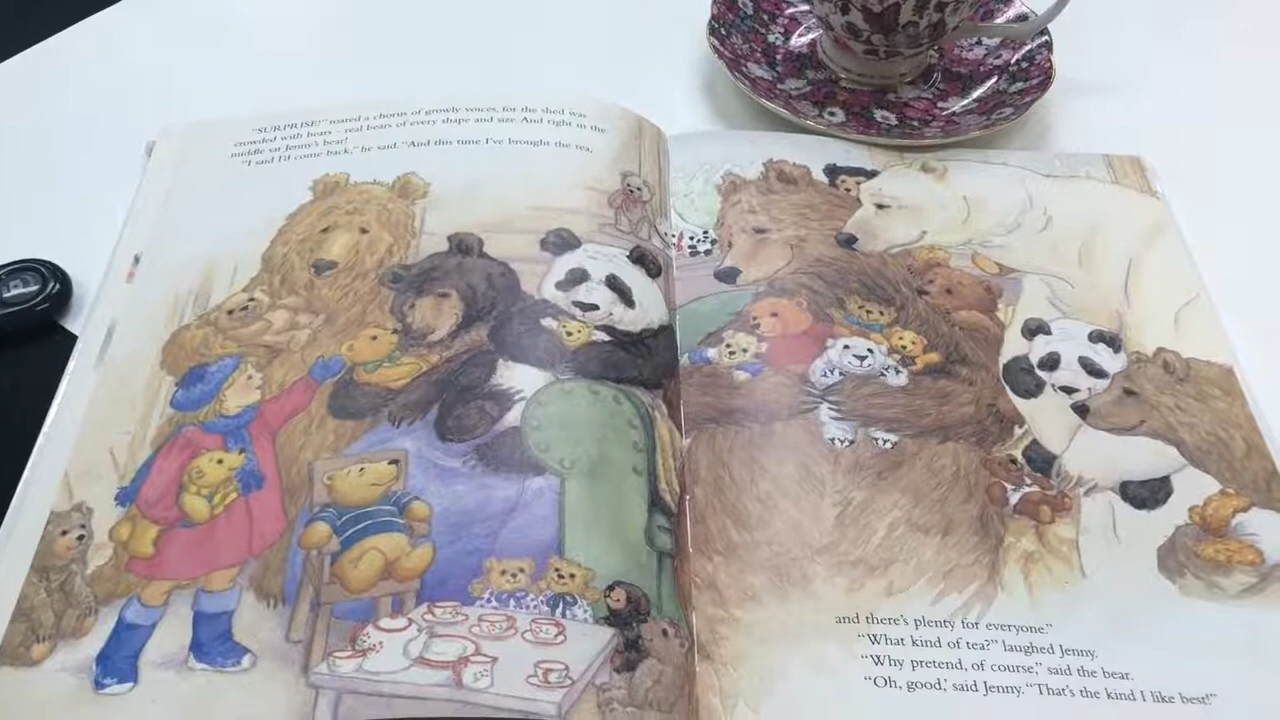 "SURPRISE!" roared a chorus of growly voices, for the shed was
crowded with bears – real bears of every shape and size. And right in the
middle sat Jenny's bear!
"I said I'd come back," he said. "And this time I've brought the tea,
and there's plenty for everyone."
"What kind of tea?" laughed Jenny.
"Why pretend, of course," said the bear.
"Oh, good,' said Jenny. "That's the kind I like best!"